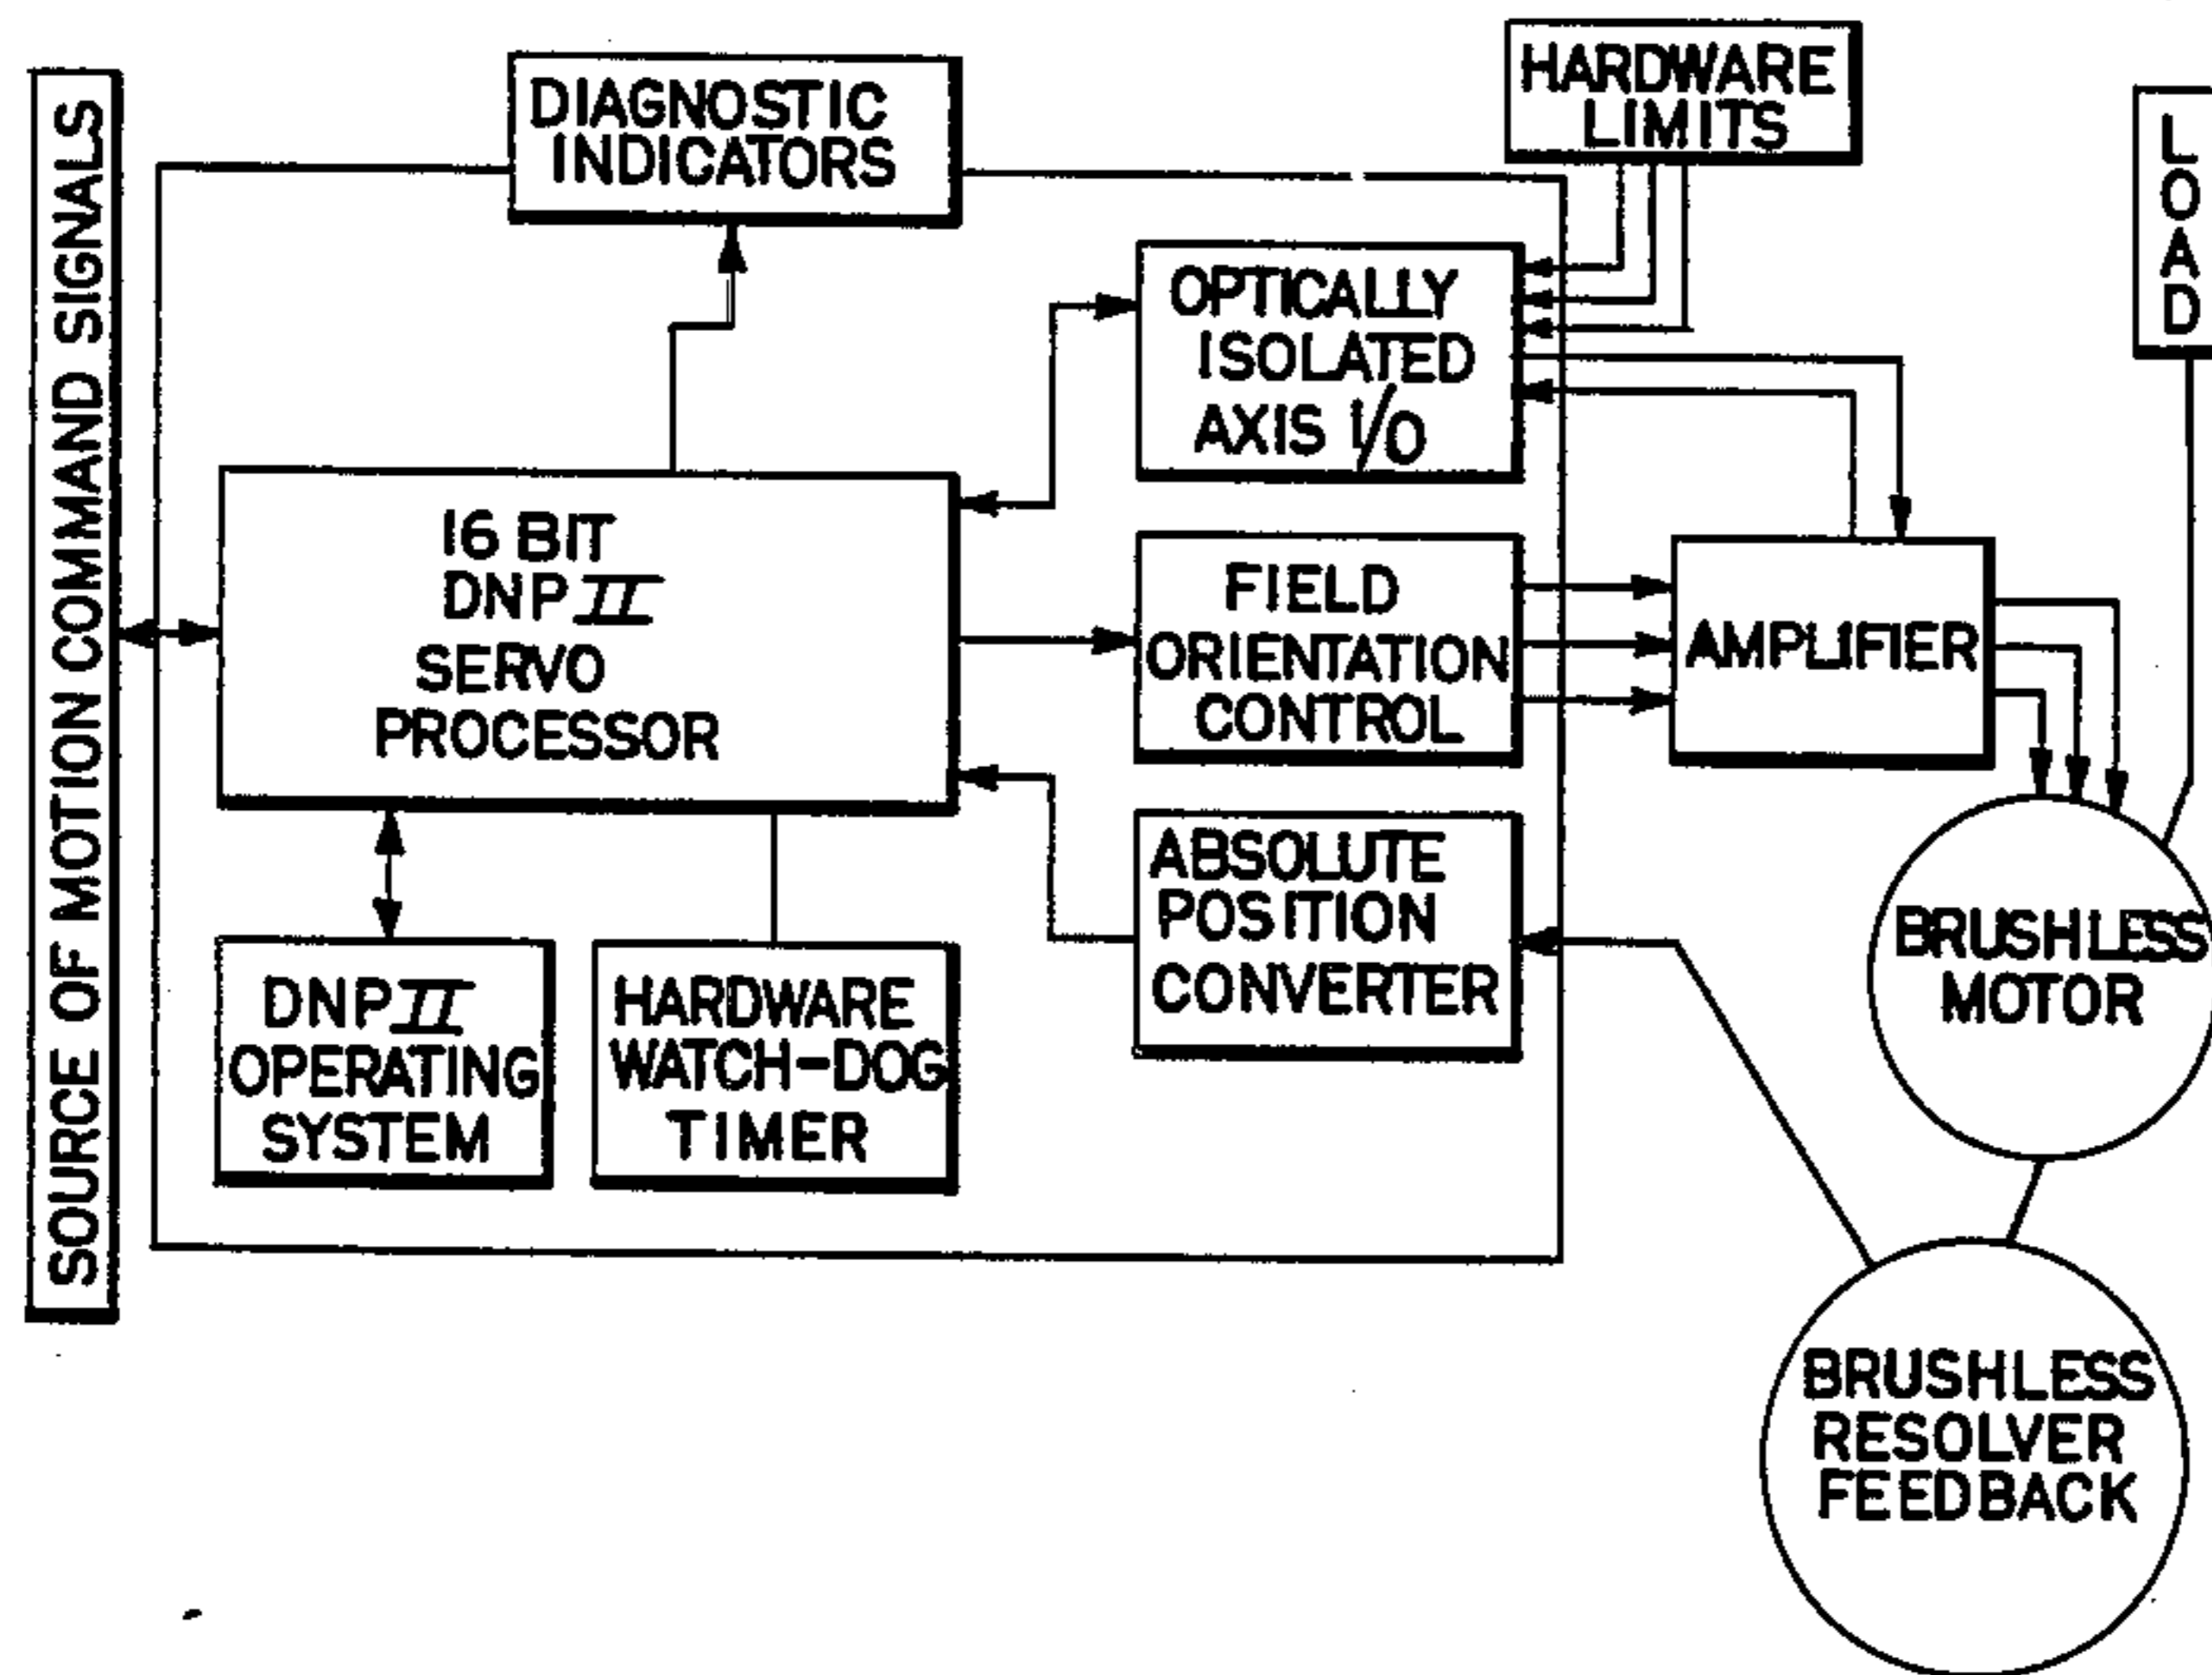 SOURCE OF MOTION COMMAND SIGNALS
DIAGNOSTIC
INDICATORS
HARDWARE
LIMITS
LOAD
OPTICALLY
ISOLATED
AXIS I/O
16 BIT
DNP II
SERVO
PROCESSOR
FIELD
ORIENTATION
CONTROL
AMPLIFIER
ABSOLUTE
POSITION
CONVERTER
BRUSHLESS
MOTOR
DNP II
OPERATING
SYSTEM
HARDWARE
WATCH-DOG
TIMER
BRUSHLESS
RESOLVER
FEEDBACK